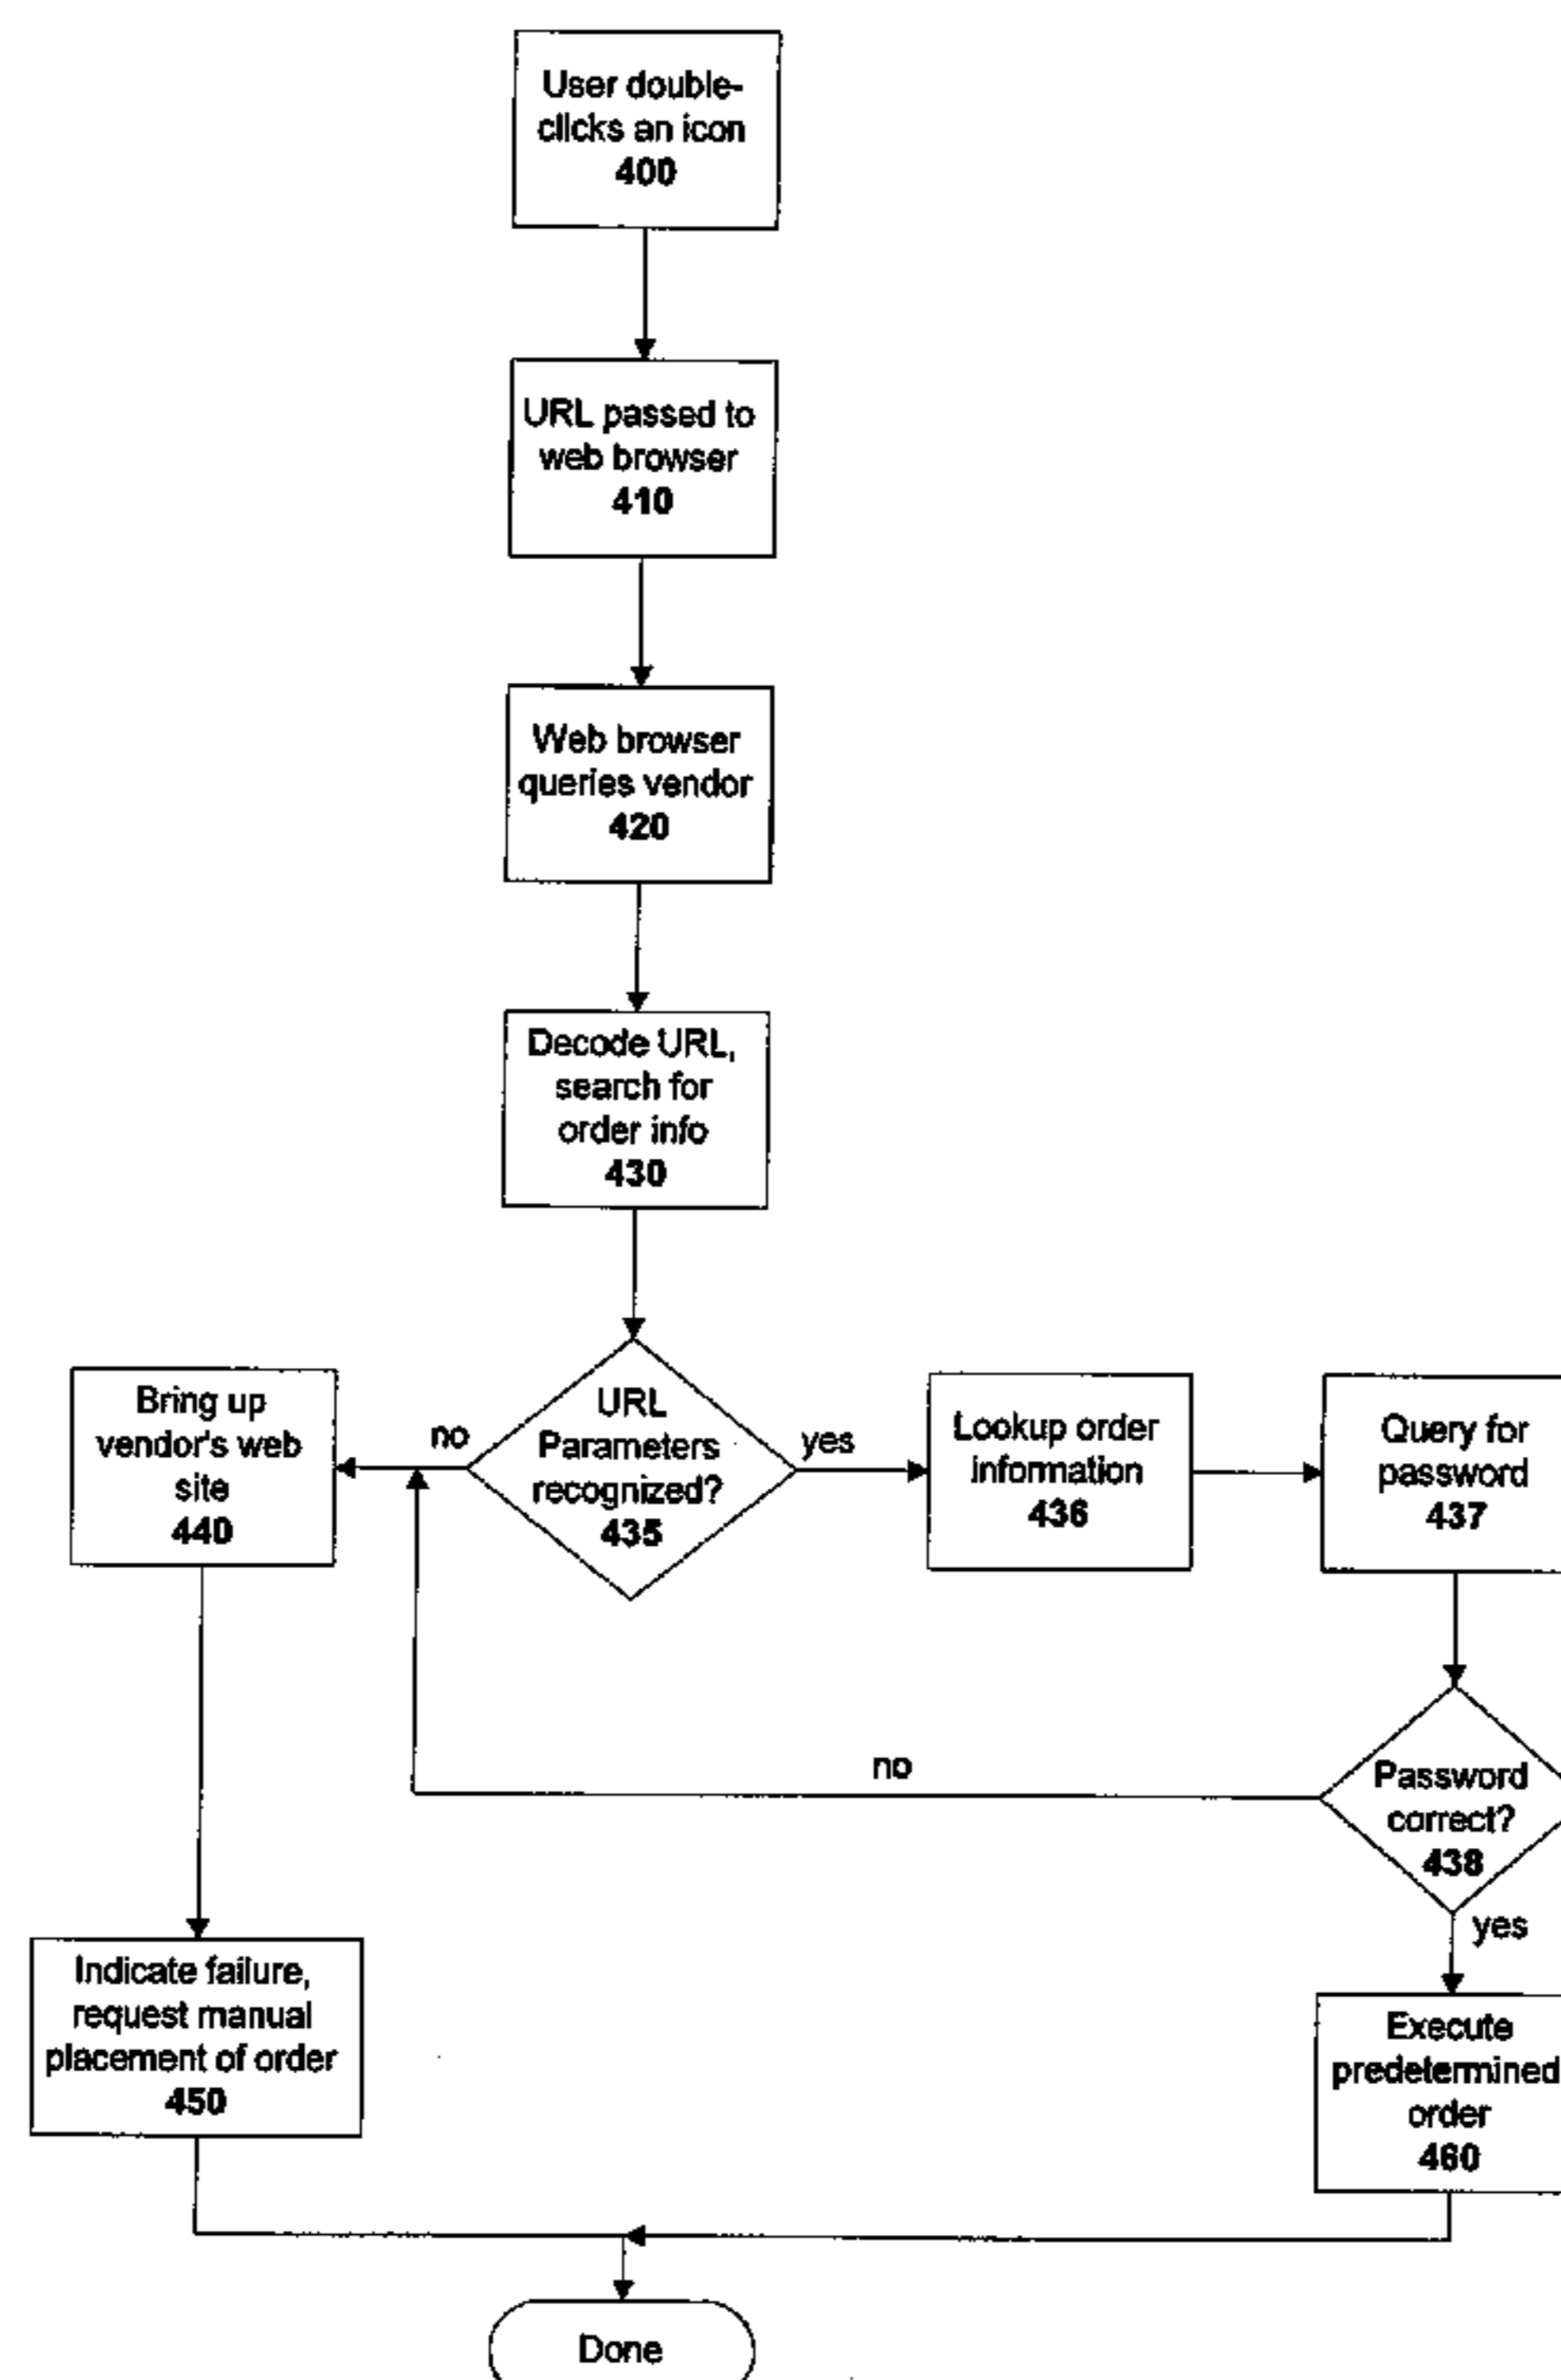 User double-
clicks an icon
400
URL passed to
web browser
410
Web browser
queries vendor
420
Decode URL,
search for
order info
430
Bring up
vendor's web
site
440
no
URL
Parameters
recognized?
435
yes
Lookup order
information
436
Query for
password
437
no
Password
correct?
438
yes
Indicate failure,
request manual
placement of order
450
Execute
predetermined
order
460
Done